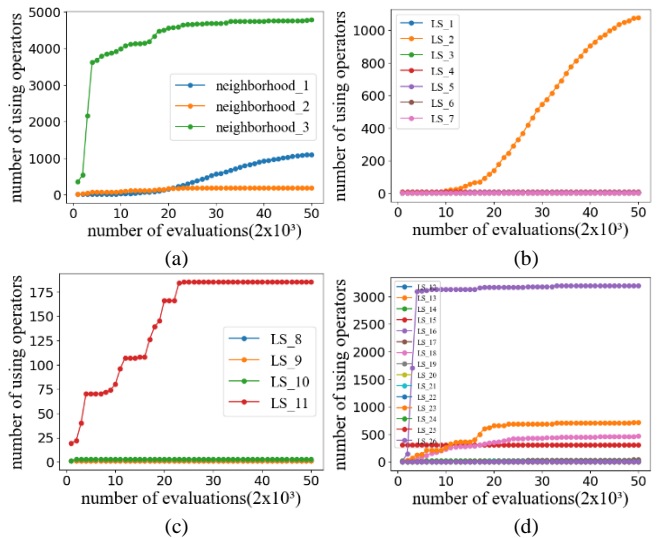 5000
4000
3000
2000
1000
0
number of using operators
neighborhood_1
neighborhood_2
neighborhood_3
0 10 20 30 40 50
number of evaluations(2x10³)
(a)
1000
800
600
400
200
0
number of using operators
LS_1
LS_2
LS_3
LS_4
LS_5
LS_6
LS_7
0 10 20 30 40 50
number of evaluations(2x10³)
(b)
175
150
125
100
75
50
25
0
number of using operators
LS_8
LS_9
LS_10
LS_11
0 10 20 30 40 50
number of evaluations(2x10³)
(c)
3000
2500
2000
1500
1000
500
0
number of using operators
LS_12
LS_13
LS_14
LS_15
LS_16
LS_17
LS_18
LS_19
LS_20
LS_21
LS_22
LS_23
LS_24
LS_25
LS_26
0 10 20 30 40 50
number of evaluations(2x10³)
(d)